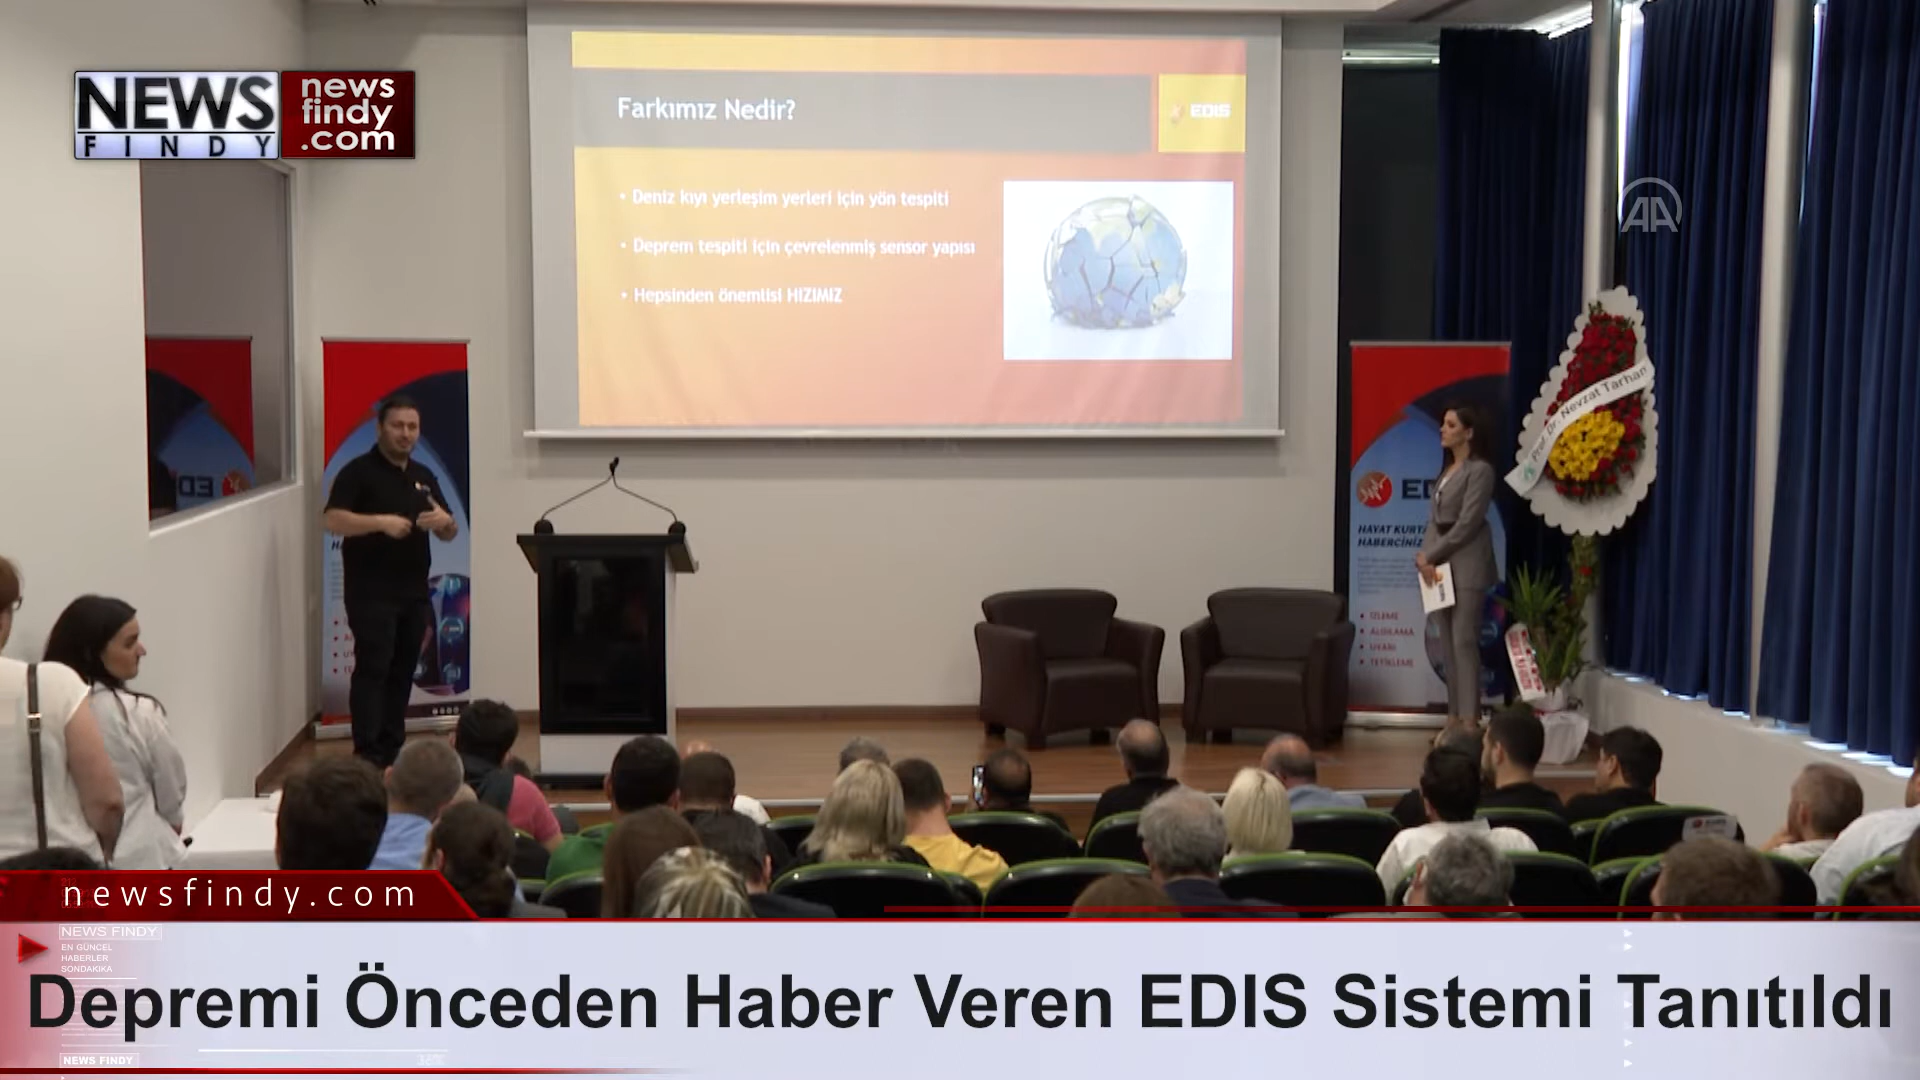 NEWS
FINDY
news
findy
.com
Farkımız Nedir?
EDIS
• Deniz kıyı yerleşim yerleri için yön tespiti
• Deprem tespiti için çevrelenmiş sensor yapısı
• Hepsinden önemlisi HIZIMIZ
AA
Prof. Dr. Nevzat Tarhan
HAYAT KURTA
HABERCİNİZ
• İZLEME
• ALGILAMA
• UYARI
• TETİKLEME
newsfindy.com
NEWS FINDY
EN GÜNCEL
HABERLER
SONDAKIKA
Depremi Önceden Haber Veren EDIS Sistemi Tanıtıldı
NEWS FINDY